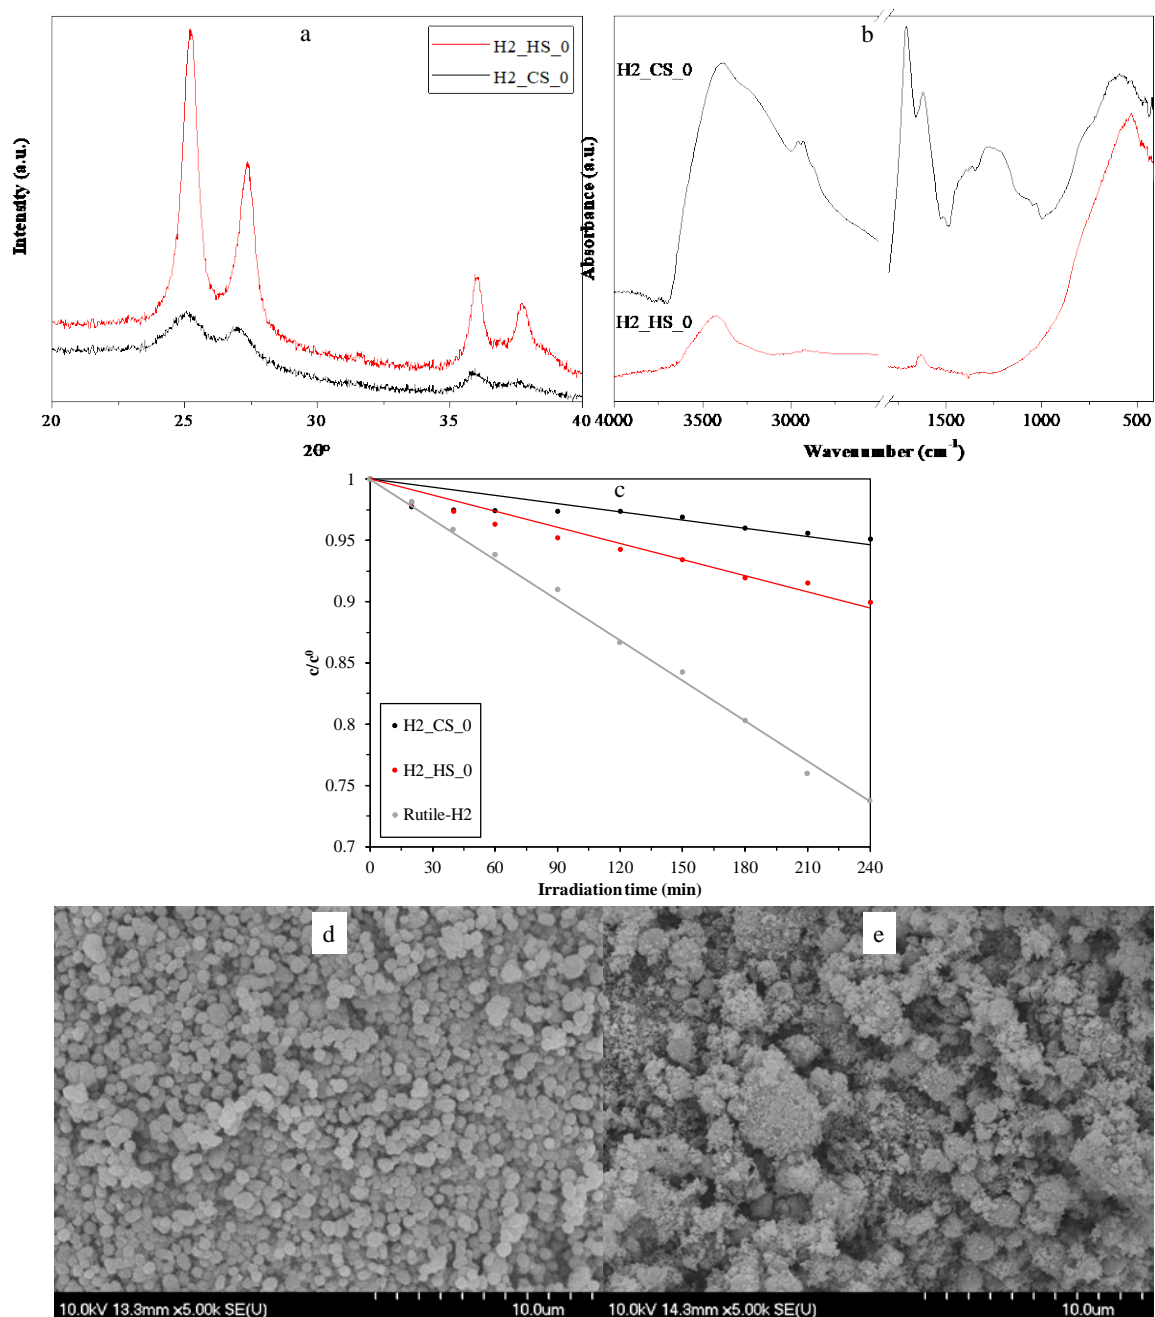 a
H2_HS_0
H2_CS_0
Intensity (a.u.)
20 25 30 35 40
2θ°
b
H2_CS_0
H2_HS_0
Absorbance (a.u.)
4000 3500 3000 1500 1000 500
Wavenumber (cm-1)
c
1
0.95
0.9
0.85
0.8
0.75
0.7
c/c0
H2_CS_0
H2_HS_0
Rutile-H2
0 30 60 90 120 150 180 210 240
Irradiation time (min)
d
10.0kV 13.3mm x5.00k SE(U) 10.0um
e
10.0kV 14.3mm x5.00k SE(U) 10.0um